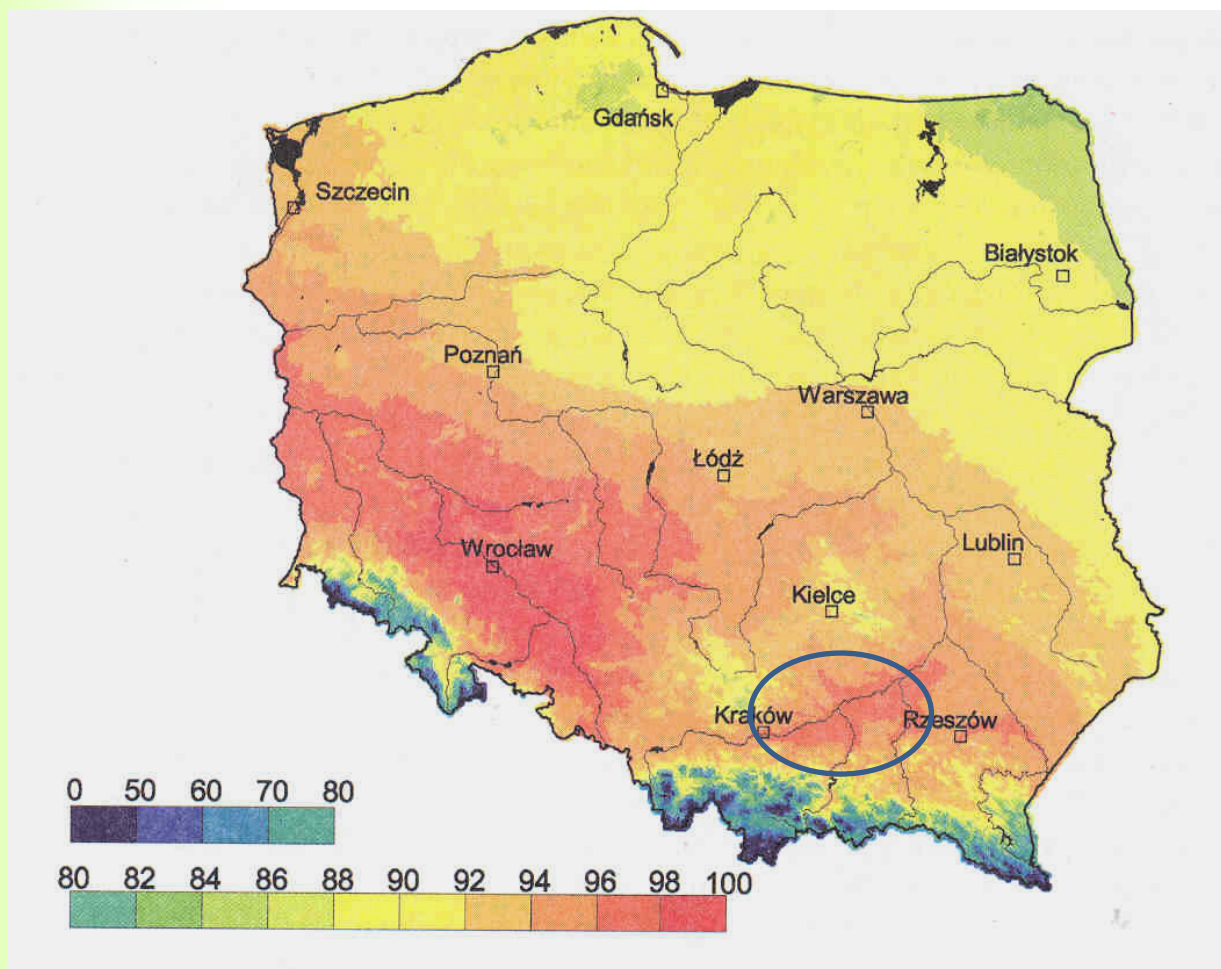 Gdańsk
Szczecin
Białystok
Poznań
Warszawa
Łódź
Wrocław
Lublin
Kielce
Kraków
Rzeszów
0 50 60 70 80
80 82 84 86 88 90 92 94 96 98 100